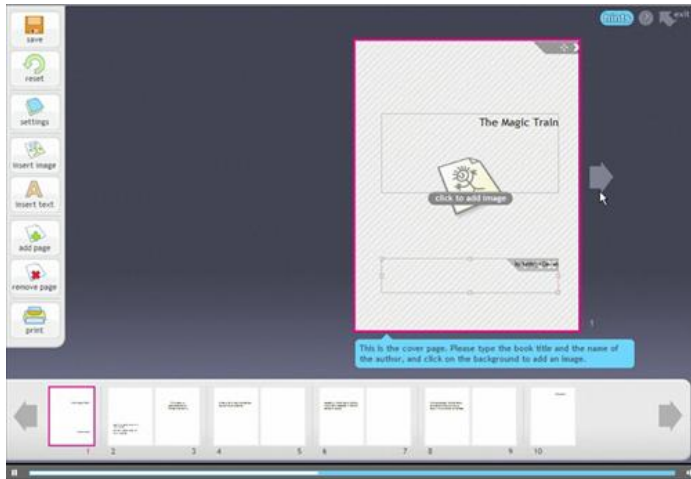 hints
exit
save
reset
settings
insert image
insert text
add page
remove page
print
The Magic Train
click to add image
1
This is the cover page. Please type the book title and the name of
the author, and click on the background to add an image.
1 2 3 4 5 6 7 8 9 10